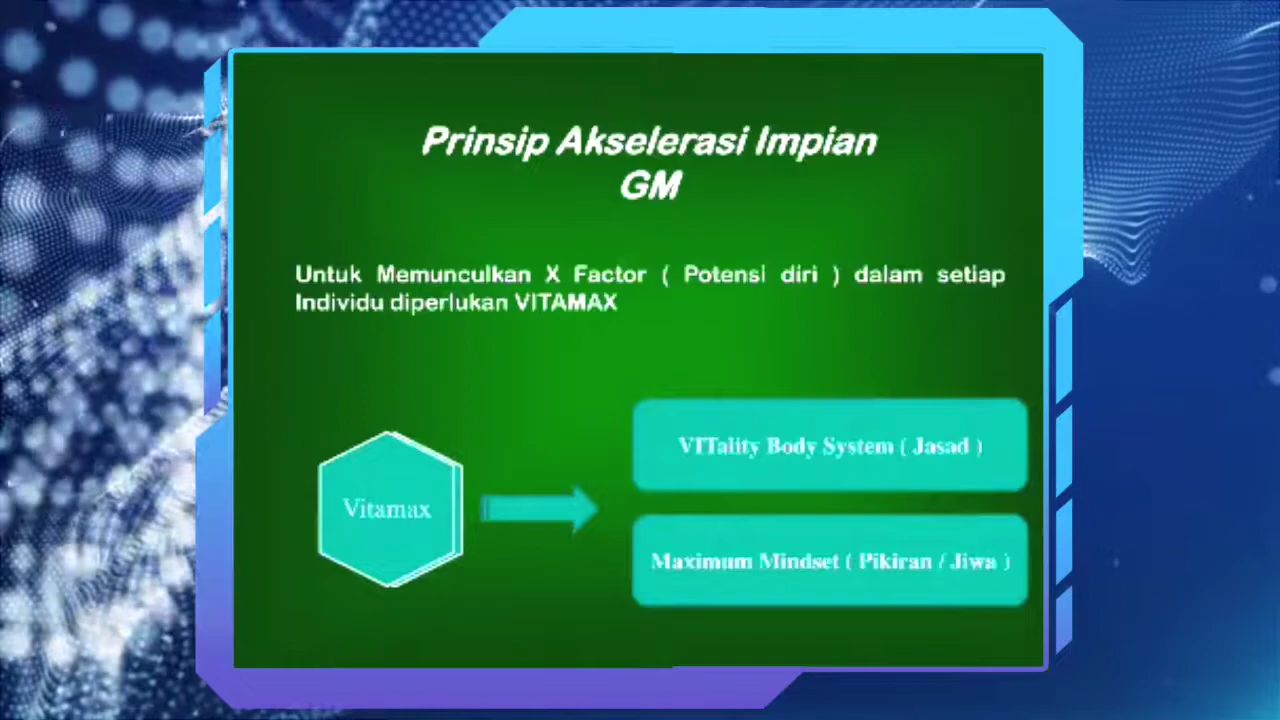 Prinsip Akselerasi Impian
GM
Untuk Memunculkan X Factor ( Potensi diri ) dalam setiap
Individu diperlukan VITAMAX
VITality Body System ( Jasad )
Vitamax
Maximum Mindset ( Pikiran / Jiwa )